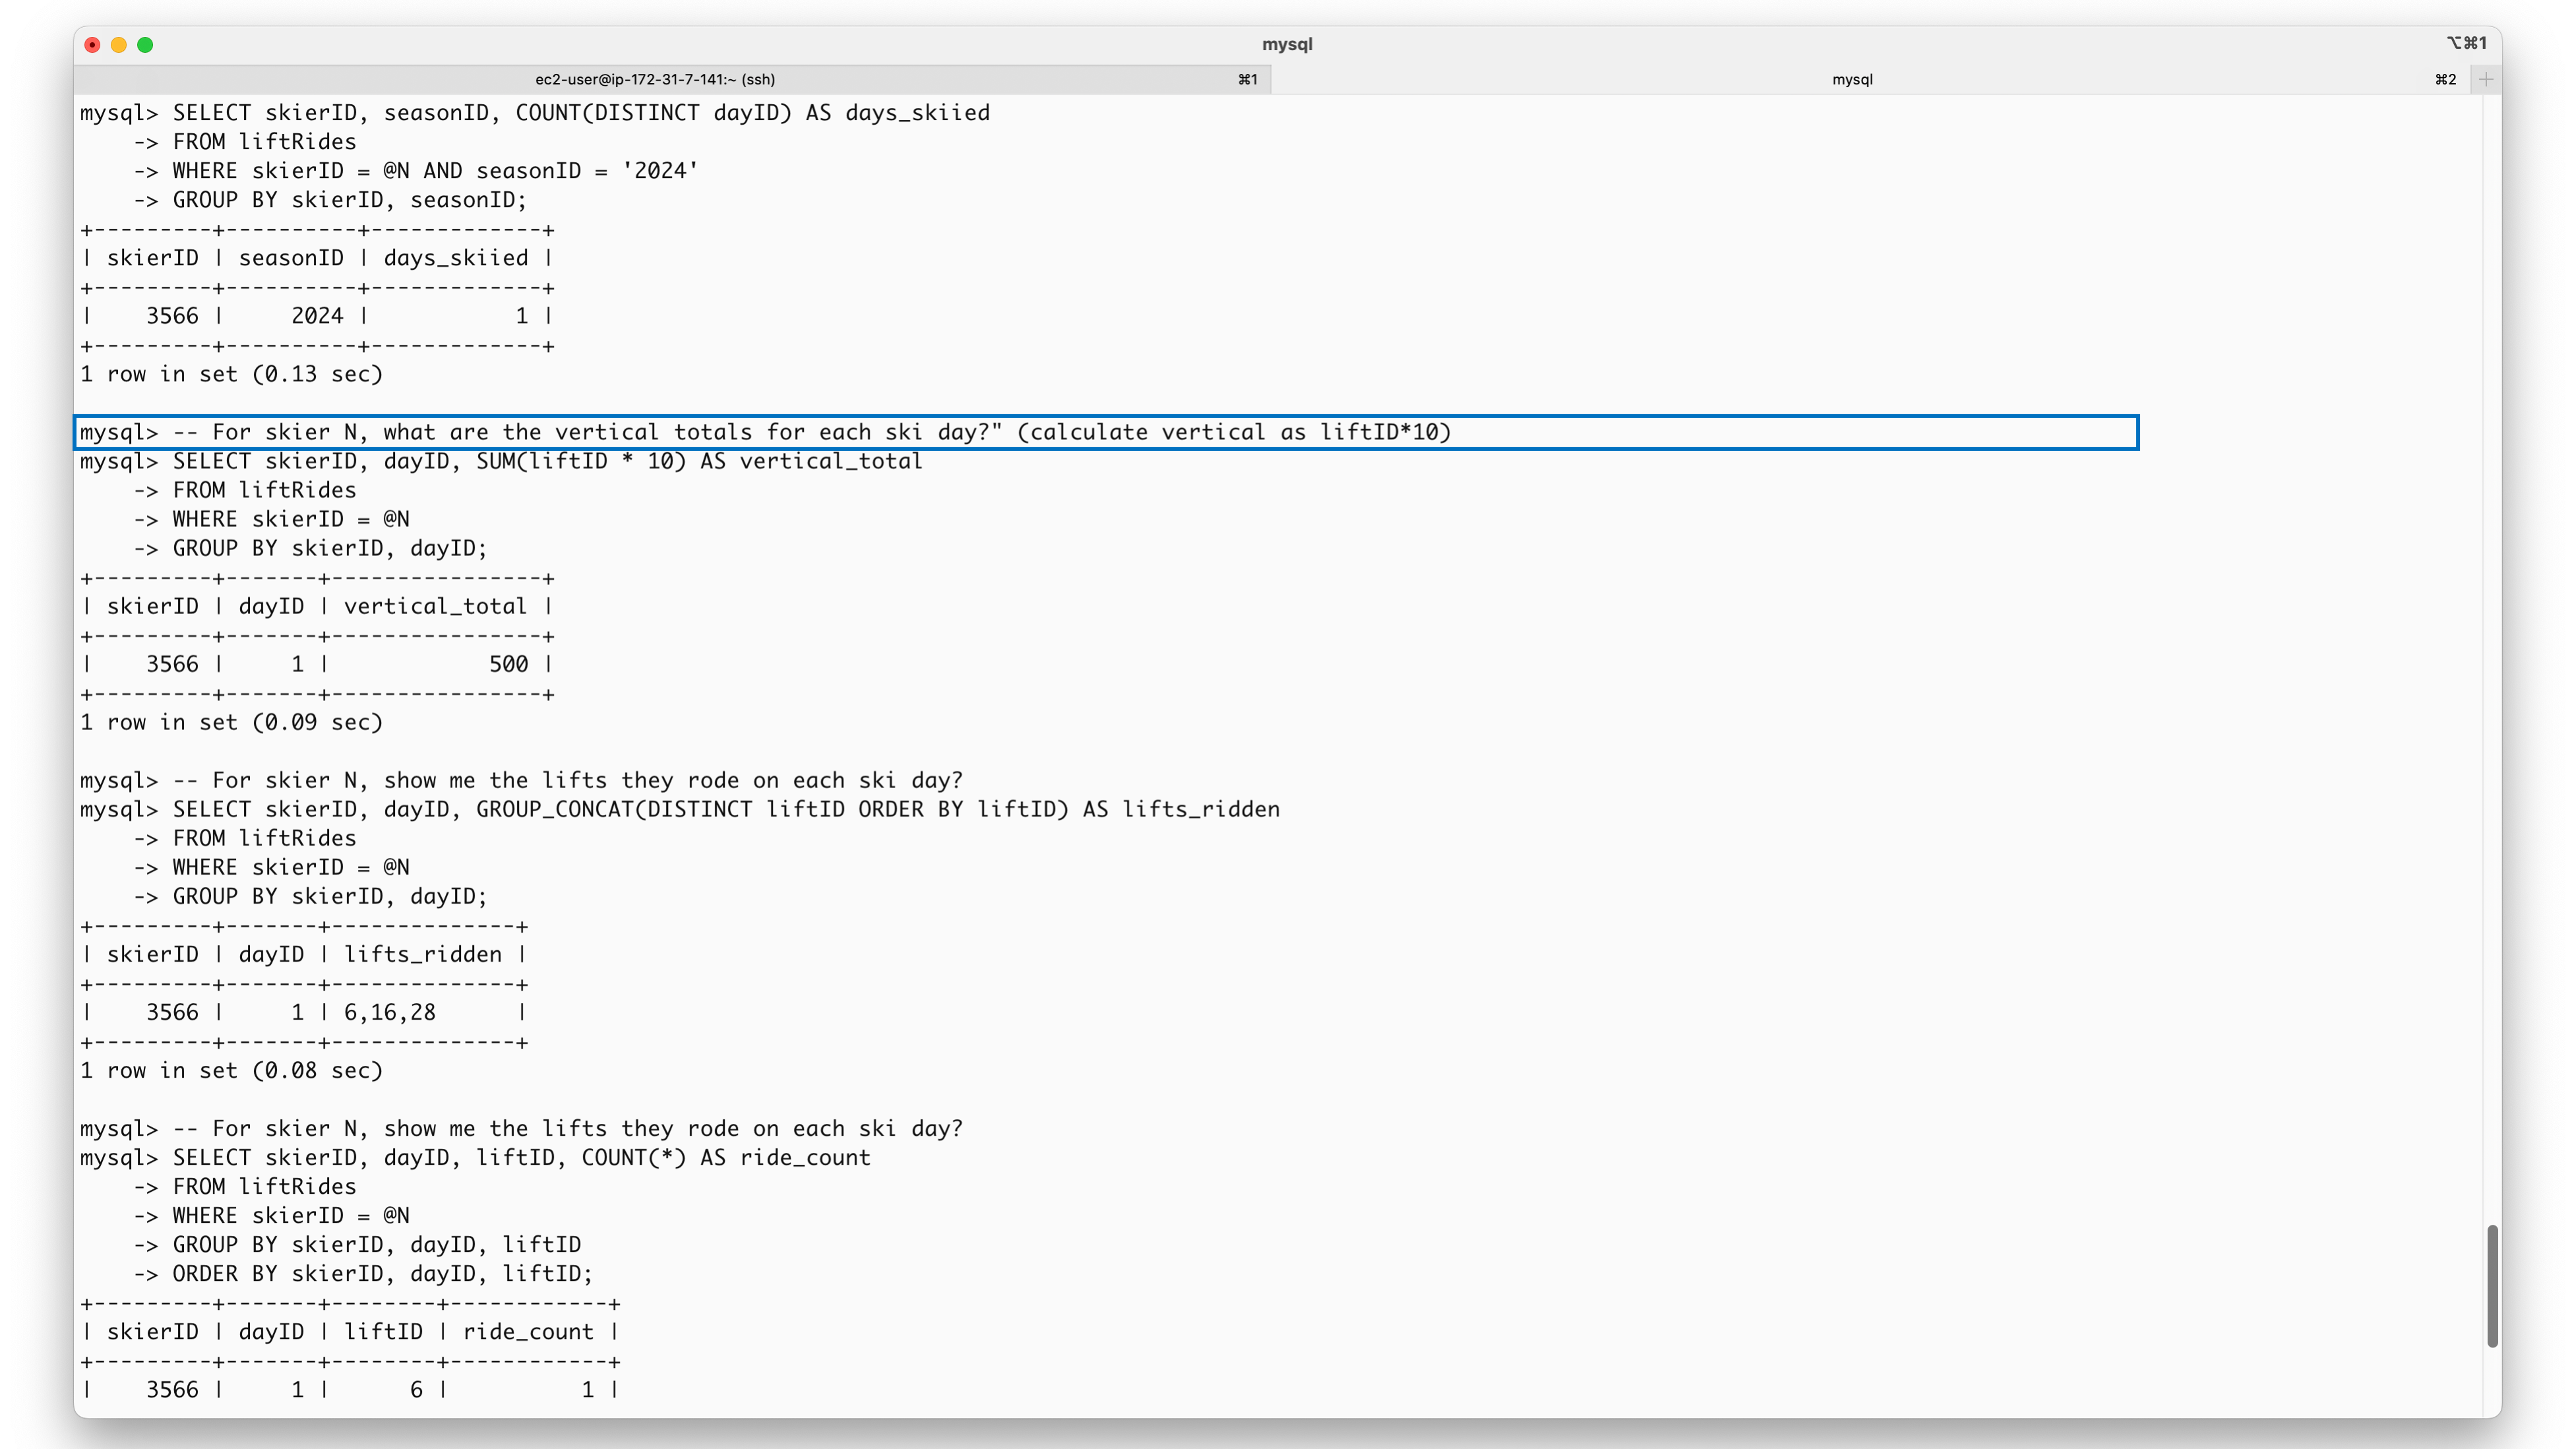 mysql
⌥⌘1
ec2-user@ip-172-31-7-141:~ (ssh) ⌘1 mysql ⌘2 +
mysql> SELECT skierID, seasonID, COUNT(DISTINCT dayID) AS days_skiied
    -> FROM liftRides
    -> WHERE skierID = @N AND seasonID = '2024'
    -> GROUP BY skierID, seasonID;
+---------+----------+-------------+
| skierID | seasonID | days_skiied |
+---------+----------+-------------+
|    3566 |     2024 |           1 |
+---------+----------+-------------+
1 row in set (0.13 sec)
mysql> -- For skier N, what are the vertical totals for each ski day?" (calculate vertical as liftID*10)
mysql> SELECT skierID, dayID, SUM(liftID * 10) AS vertical_total
    -> FROM liftRides
    -> WHERE skierID = @N
    -> GROUP BY skierID, dayID;
+---------+-------+----------------+
| skierID | dayID | vertical_total |
+---------+-------+----------------+
|    3566 |     1 |            500 |
+---------+-------+----------------+
1 row in set (0.09 sec)
mysql> -- For skier N, show me the lifts they rode on each ski day?
mysql> SELECT skierID, dayID, GROUP_CONCAT(DISTINCT liftID ORDER BY liftID) AS lifts_ridden
    -> FROM liftRides
    -> WHERE skierID = @N
    -> GROUP BY skierID, dayID;
+---------+-------+--------------+
| skierID | dayID | lifts_ridden |
+---------+-------+--------------+
|    3566 |     1 | 6,16,28      |
+---------+-------+--------------+
1 row in set (0.08 sec)
mysql> -- For skier N, show me the lifts they rode on each ski day?
mysql> SELECT skierID, dayID, liftID, COUNT(*) AS ride_count
    -> FROM liftRides
    -> WHERE skierID = @N
    -> GROUP BY skierID, dayID, liftID
    -> ORDER BY skierID, dayID, liftID;
+---------+-------+--------+------------+
| skierID | dayID | liftID | ride_count |
+---------+-------+--------+------------+
|    3566 |     1 |      6 |          1 |